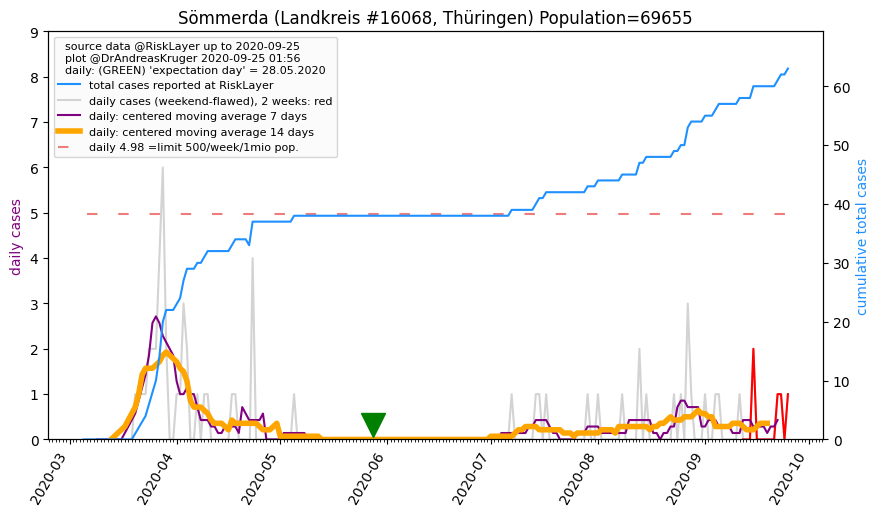 Sömmerda (Landkreis #16068, Thüringen) Population=69655
source data @RiskLayer up to 2020-09-25
plot @DrAndreasKruger 2020-09-25 01:56
daily: (GREEN) 'expectation day' = 28.05.2020
total cases reported at RiskLayer
daily cases (weekend-flawed), 2 weeks: red
daily: centered moving average 7 days
daily: centered moving average 14 days
daily 4.98 =limit 500/week/1mio pop.
daily cases
9
8
7
6
5
4
3
2
1
0
cumulative total cases
60
50
40
30
20
10
0
2020-03
2020-04
2020-05
2020-06
2020-07
2020-08
2020-09
2020-10